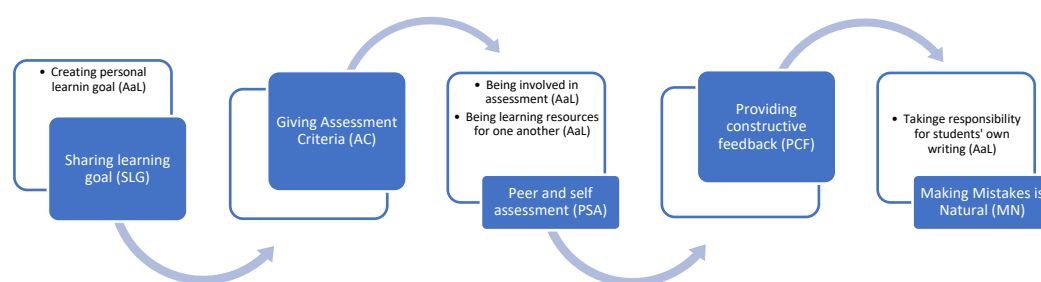 • Creating personal
learnin goal (AaL)
Sharing learning
goal (SLG)
Giving Assessment
Criteria (AC)
• Being involved in
assessment (AaL)
• Being learning resources
for one another (AaL)
Peer and self
assessment (PSA)
Providing
constructive
feedback (PCF)
• Takinge responsibility
for students' own
writing (AaL)
Making Mistakes is
Natural (MN)